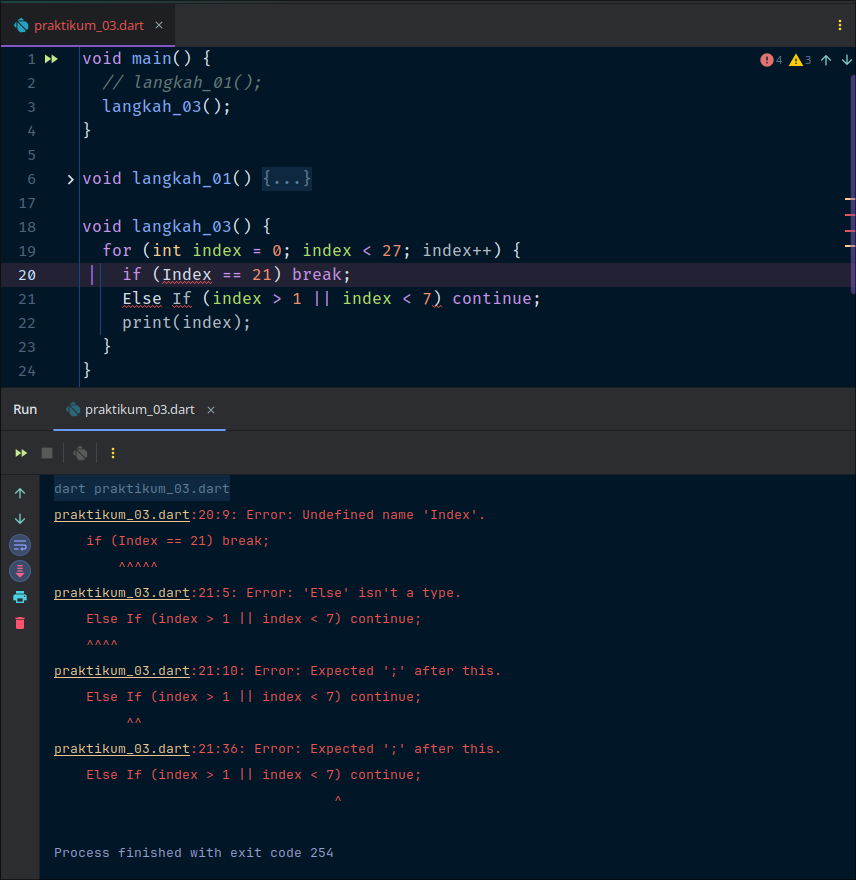 praktikum_03.dart ×
4 3
1 void main() {
2 // langkah_01();
3 langkah_03();
4 }
5
6 void langkah_01() {...}
17
18 void langkah_03() {
19 for (int index = 0; index < 27; index++) {
20 if (Index == 21) break;
21 Else If (index > 1 || index < 7) continue;
22 print(index);
23 }
24 }
Run praktikum_03.dart ×
dart praktikum_03.dart
praktikum_03.dart:20:9: Error: Undefined name 'Index'.
if (Index == 21) break;
^^^^^
praktikum_03.dart:21:5: Error: 'Else' isn't a type.
Else If (index > 1 || index < 7) continue;
^^^^
praktikum_03.dart:21:10: Error: Expected ';' after this.
Else If (index > 1 || index < 7) continue;
^^
praktikum_03.dart:21:36: Error: Expected ';' after this.
Else If (index > 1 || index < 7) continue;
^
Process finished with exit code 254